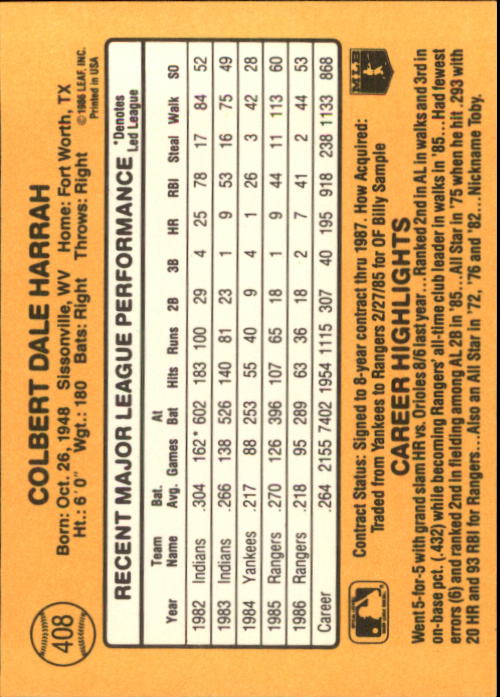 408
COLBERT DALE HARRAH
Born: Oct. 26, 1948 Sissonville, WV Home: Fort Worth, TX
Ht.: 6'0" Wgt.: 180 Bats: Right Throws: Right
©1986 LEAF, INC.
Printed in USA
RECENT MAJOR LEAGUE PERFORMANCE
*Denotes
Led League
Year Team Name Bat. Avg. Games At Bat Hits Runs 2B 3B HR RBI Steal Walk SO
1982 Indians .304 162* 602 183 100 29 4 25 78 17 84 52
1983 Indians .266 138 526 140 81 23 1 9 53 16 75 49
1984 Yankees .217 88 253 55 40 9 4 1 26 3 42 28
1985 Rangers .270 126 396 107 65 18 1 9 44 11 113 60
1986 Rangers .218 95 289 63 36 18 2 7 41 2 44 53
Career .264 2155 7402 1954 1115 307 40 195 918 238 1133 868
Contract Status: Signed to 8-year contract thru 1987. How Acquired:
Traded from Yankees to Rangers 2/27/85 for OF Billy Sample
MLB
CAREER HIGHLIGHTS
Went 5-for-5 with grand slam HR vs. Orioles 8/6 last year...Ranked 2nd in AL in walks and 3rd in
on-base pct. (.432) while becoming Rangers' all-time club leader in walks in '85...Had fewest
errors (6) and ranked 2nd in fielding among AL 2B in '85...All Star in '75 when he hit .293 with
20 HR and 93 RBI for Rangers...Also an All Star in '72, '76 and '82...Nickname Toby.